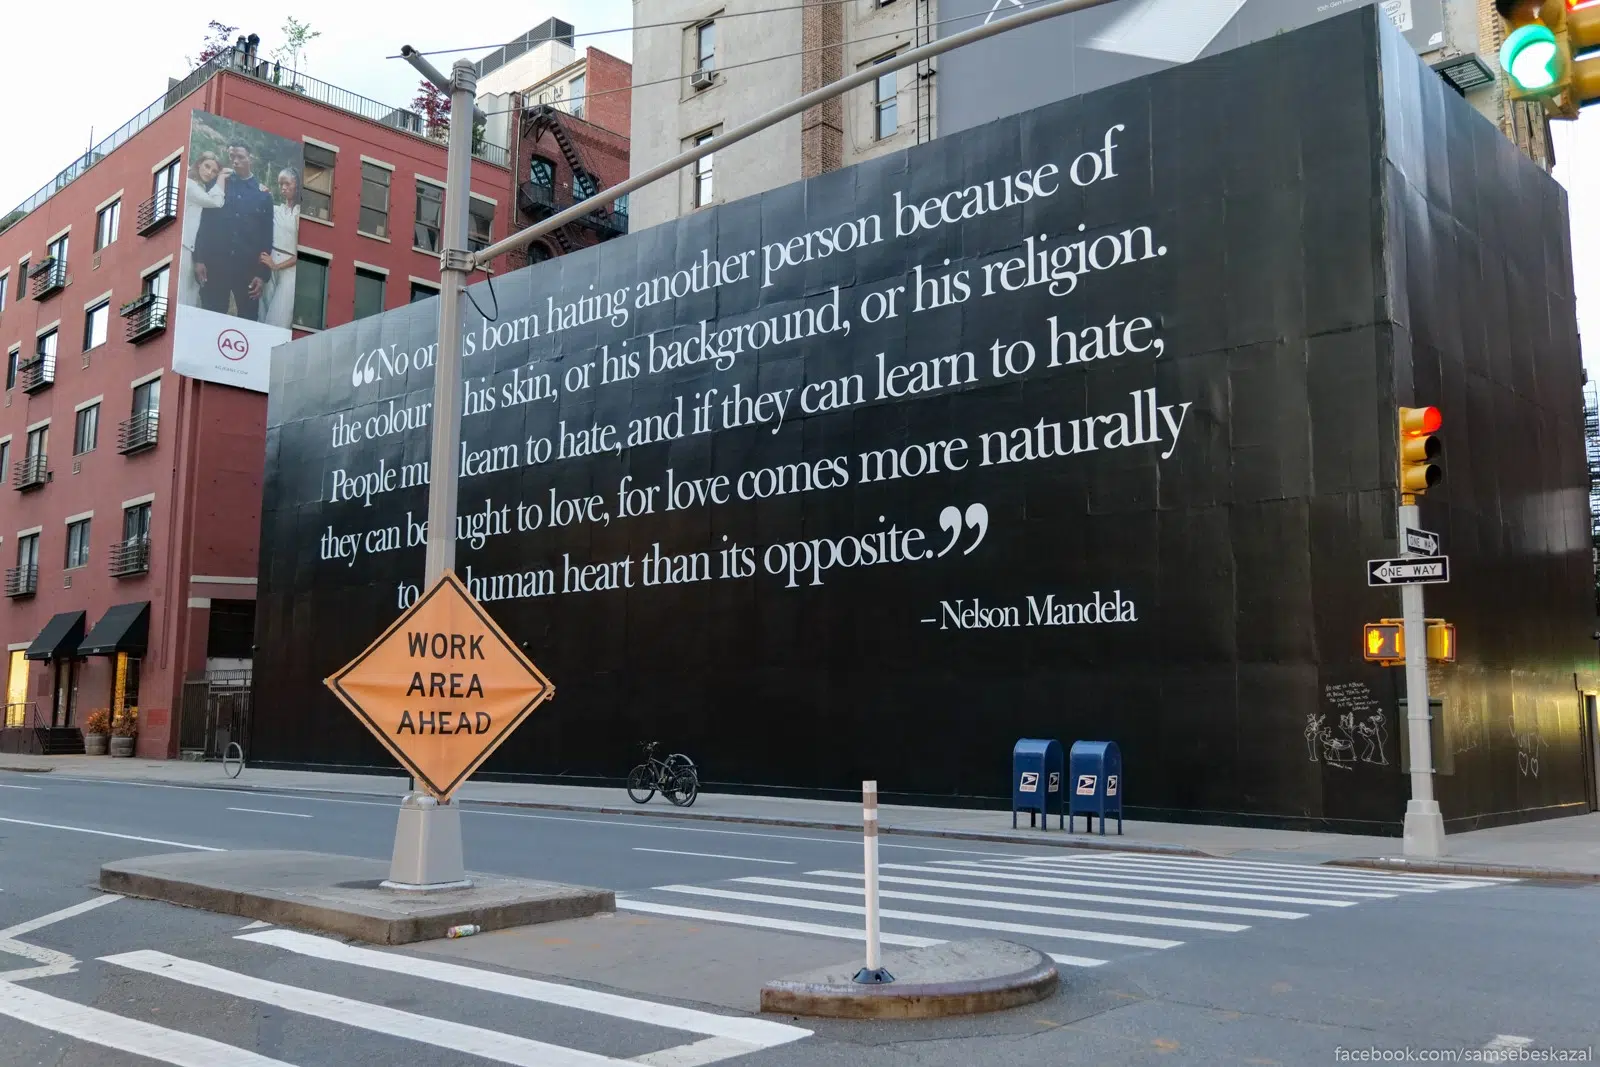 “No on is born hating another person because of
the colour his skin, or his background, or his religion.
People mu learn to hate, and if they can learn to hate,
they can be aught to love, for love comes more naturally
to human heart than its opposite.”
– Nelson Mandela
WORK
AREA
AHEAD
AG
ONE WAY
ONE WAY
facebook.com/samsebeskazal